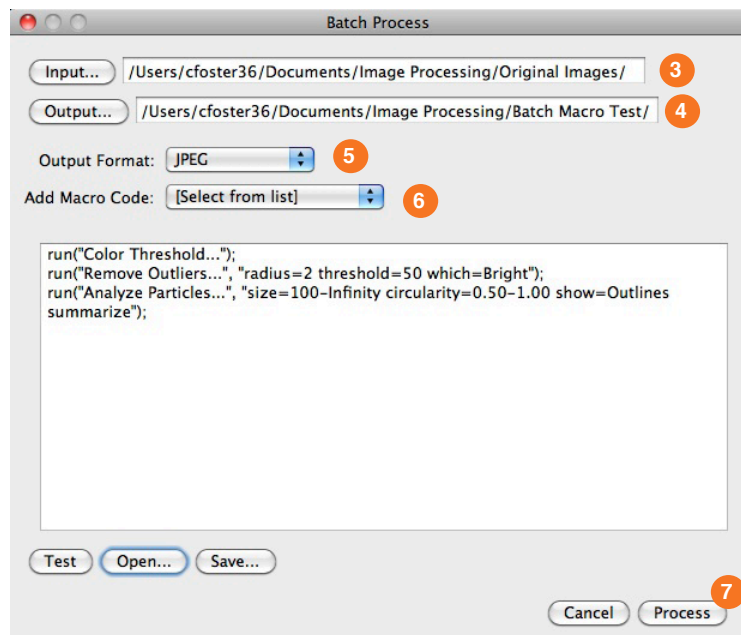 Batch Process
Input... /Users/cfoster36/Documents/Image Processing/Original Images/ 3
Output... /Users/cfoster36/Documents/Image Processing/Batch Macro Test/ 4
Output Format: JPEG 5
Add Macro Code: [Select from list] 6
run("Color Threshold...");
run("Remove Outliers...", "radius=2 threshold=50 which=Bright");
run("Analyze Particles...", "size=100-Infinity circularity=0.50-1.00 show=Outlines
summarize");
Test Open... Save...
7
Cancel Process